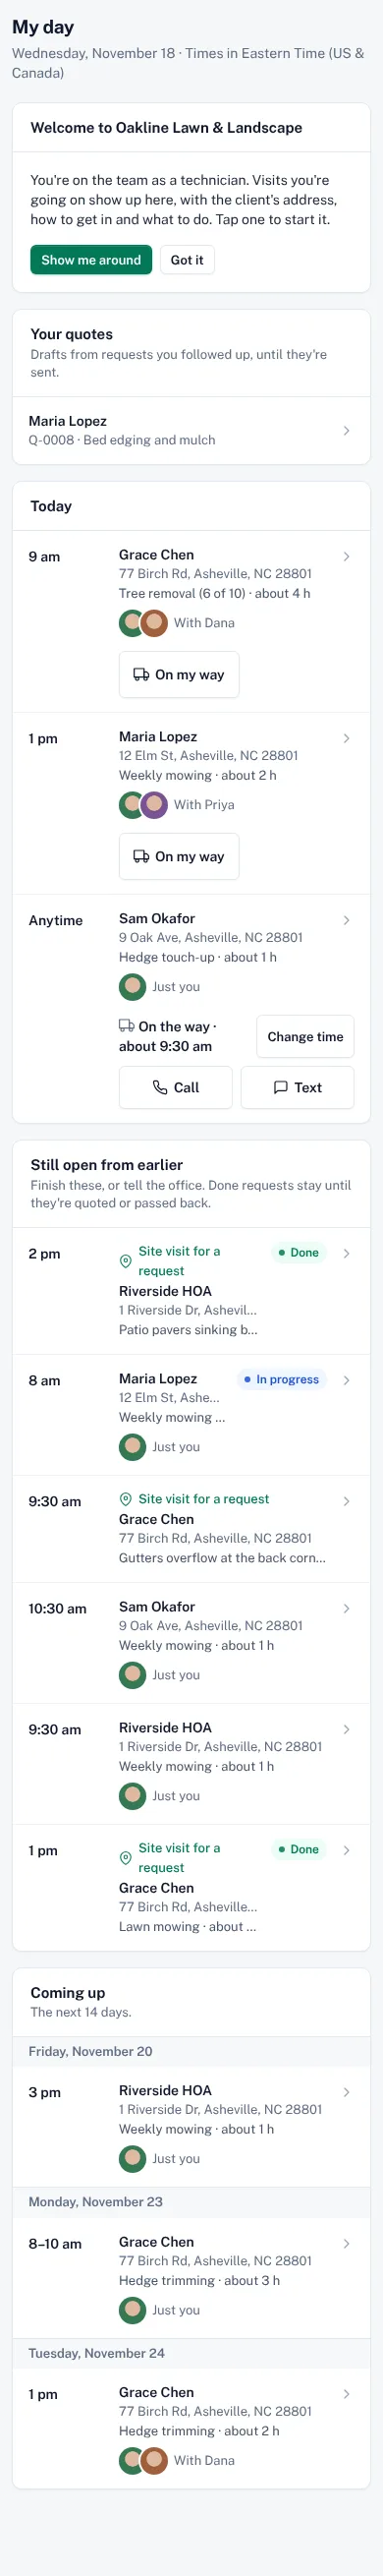 My day
Wednesday, November 18 · Times in Eastern Time (US &
Canada)
Welcome to Oakline Lawn & Landscape
You're on the team as a technician. Visits you're
going on show up here, with the client's address,
how to get in and what to do. Tap one to start it.
Show me around
Got it
Your quotes
Drafts from requests you followed up, until they're
sent.
Maria Lopez
Q-0008 · Bed edging and mulch
Today
9 am
Grace Chen
77 Birch Rd, Asheville, NC 28801
Tree removal (6 of 10) · about 4 h
With Dana
On my way
1 pm
Maria Lopez
12 Elm St, Asheville, NC 28801
Weekly mowing · about 2 h
With Priya
On my way
Anytime
Sam Okafor
9 Oak Ave, Asheville, NC 28801
Hedge touch-up · about 1 h
Just you
On the way ·
about 9:30 am
Change time
Call
Text
Still open from earlier
Finish these, or tell the office. Done requests stay until
they're quoted or passed back.
2 pm
Site visit for a
request
Done
Riverside HOA
1 Riverside Dr, Ashevil...
Patio pavers sinking b...
8 am
Maria Lopez
In progress
12 Elm St, Ashe...
Weekly mowing ...
Just you
9:30 am
Site visit for a request
Grace Chen
77 Birch Rd, Asheville, NC 28801
Gutters overflow at the back corn...
10:30 am
Sam Okafor
9 Oak Ave, Asheville, NC 28801
Weekly mowing · about 1 h
Just you
9:30 am
Riverside HOA
1 Riverside Dr, Asheville, NC 28801
Weekly mowing · about 1 h
Just you
1 pm
Site visit for a
request
Done
Grace Chen
77 Birch Rd, Asheville...
Lawn mowing · about ...
Coming up
The next 14 days.
Friday, November 20
3 pm
Riverside HOA
1 Riverside Dr, Asheville, NC 28801
Weekly mowing · about 1 h
Just you
Monday, November 23
8–10 am
Grace Chen
77 Birch Rd, Asheville, NC 28801
Hedge trimming · about 3 h
Just you
Tuesday, November 24
1 pm
Grace Chen
77 Birch Rd, Asheville, NC 28801
Hedge trimming · about 2 h
With Dana